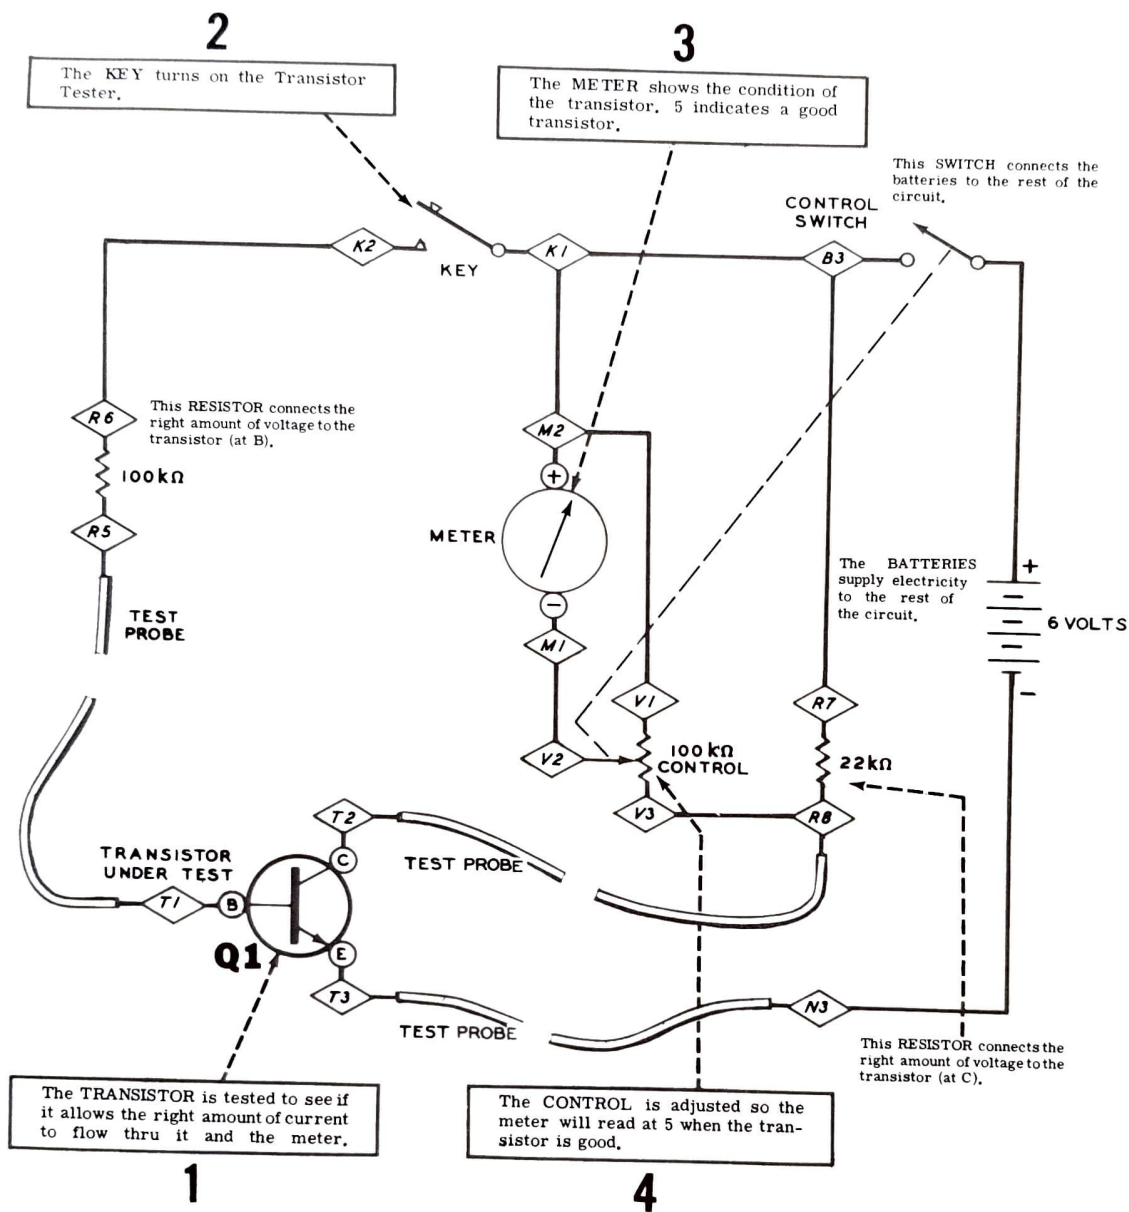 2
The KEY turns on the Transistor
Tester.
3
The METER shows the condition of
the transistor. 5 indicates a good
transistor.
This SWITCH connects the
batteries to the rest of the
circuit.
CONTROL
SWITCH
K2
KEY
K1
B3
R6
This RESISTOR connects the
right amount of voltage to the
transistor (at B).
100kΩ
R5
TEST
PROBE
M2
+
METER
−
M1
The BATTERIES
supply electricity
to the rest of
the circuit.
+
6 VOLTS
−
V1
R7
V2
100kΩ
CONTROL
22kΩ
V3
R8
T2
TEST PROBE
TRANSISTOR
UNDER TEST
C
T1
B
Q1
E
T3
TEST PROBE
N3
This RESISTOR connects the
right amount of voltage to the
transistor (at C).
The TRANSISTOR is tested to see if
it allows the right amount of current
to flow thru it and the meter.
1
The CONTROL is adjusted so the
meter will read at 5 when the tran-
sistor is good.
4